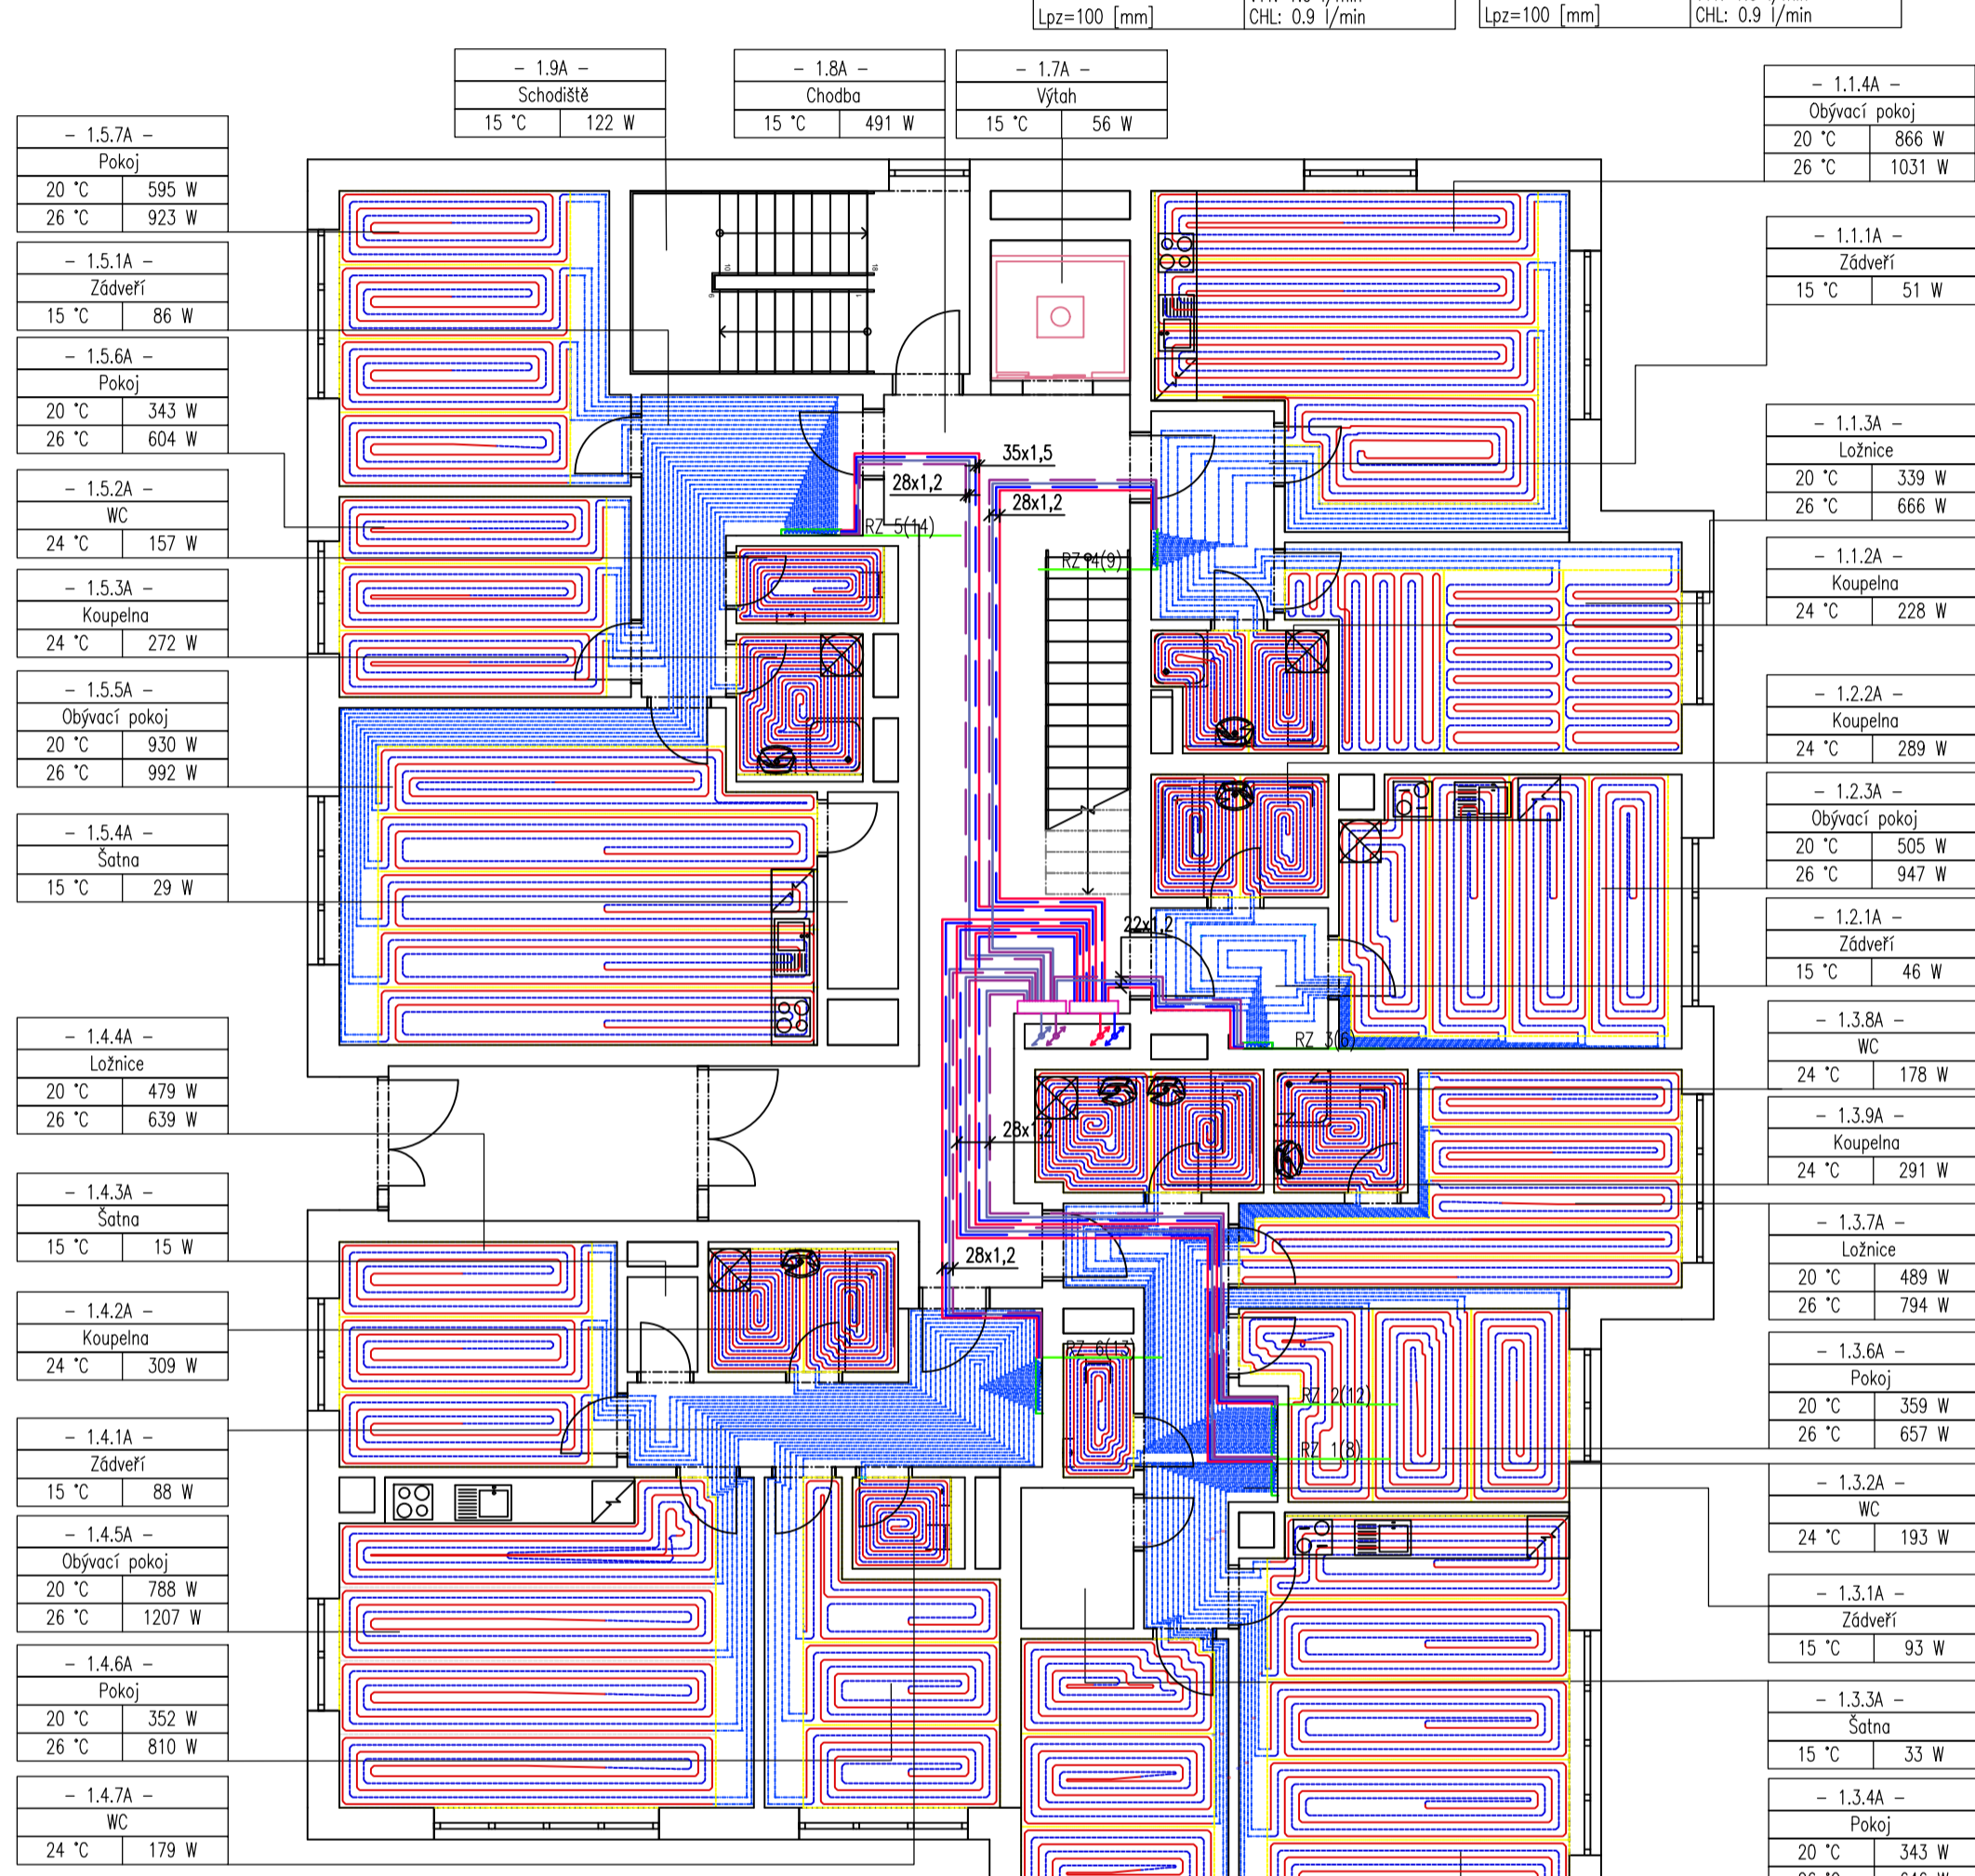 Lpz=100 [mm]
CHL: 0.9 l/min
Lpz=100 [mm]
CHL: 0.9 l/min
- 1.9A -
Schodiště
15 °C 122 W
- 1.8A -
Chodba
15 °C 491 W
- 1.7A -
Výtah
15 °C 56 W
- 1.5.7A -
Pokoj
20 °C 595 W
26 °C 923 W
- 1.5.1A -
Zádveří
15 °C 86 W
- 1.5.6A -
Pokoj
20 °C 343 W
26 °C 604 W
- 1.5.2A -
WC
24 °C 157 W
- 1.5.3A -
Koupelna
24 °C 272 W
- 1.5.5A -
Obývací pokoj
20 °C 930 W
26 °C 992 W
- 1.5.4A -
Šatna
15 °C 29 W
- 1.4.4A -
Ložnice
20 °C 479 W
26 °C 639 W
- 1.4.3A -
Šatna
15 °C 15 W
- 1.4.2A -
Koupelna
24 °C 309 W
- 1.4.1A -
Zádveří
15 °C 88 W
- 1.4.5A -
Obývací pokoj
20 °C 788 W
26 °C 1207 W
- 1.4.6A -
Pokoj
20 °C 352 W
26 °C 810 W
- 1.4.7A -
WC
24 °C 179 W
10
18
9
1
35x1,5
28x1,2
28x1,2
RZ 5(14)
RZ 4(9)
22x1,2
RZ 3(6)
28x1,2
28x1,2
RZ 6(13)
RZ 2(12)
RZ 1(8)
- 1.1.4A -
Obývací pokoj
20 °C 866 W
26 °C 1031 W
- 1.1.1A -
Zádveří
15 °C 51 W
- 1.1.3A -
Ložnice
20 °C 339 W
26 °C 666 W
- 1.1.2A -
Koupelna
24 °C 228 W
- 1.2.2A -
Koupelna
24 °C 289 W
- 1.2.3A -
Obývací pokoj
20 °C 505 W
26 °C 947 W
- 1.2.1A -
Zádveří
15 °C 46 W
- 1.3.8A -
WC
24 °C 178 W
- 1.3.9A -
Koupelna
24 °C 291 W
- 1.3.7A -
Ložnice
20 °C 489 W
26 °C 794 W
- 1.3.6A -
Pokoj
20 °C 359 W
26 °C 657 W
- 1.3.2A -
WC
24 °C 193 W
- 1.3.1A -
Zádveří
15 °C 93 W
- 1.3.3A -
Šatna
15 °C 33 W
- 1.3.4A -
Pokoj
20 °C 343 W